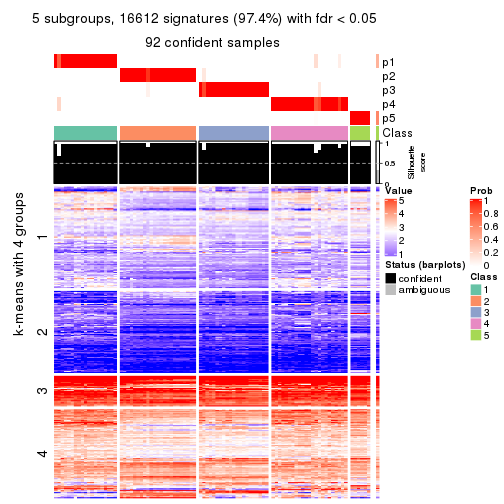 5 subgroups, 16612 signatures (97.4%) with fdr < 0.05
92 confident samples
p1
p2
p3
p4
p5
Class
1
0.5
0
Silhouette
score
k-means with 4 groups
1
2
3
4
Value
5
4
3
2
1
Status (barplots)
confident
ambiguous
Prob
1
0.8
0.6
0.4
0.2
0
Class
1
2
3
4
5